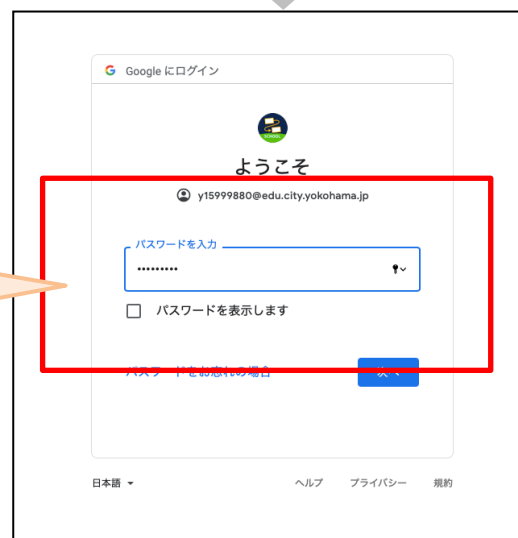 Google にログイン
ようこそ
y15999880@edu.city.yokohama.jp
パスワードを入力
•••••••••
パスワードを表示します
パスワードをお忘れの場合
次へ
日本語
ヘルプ プライバシー 規約